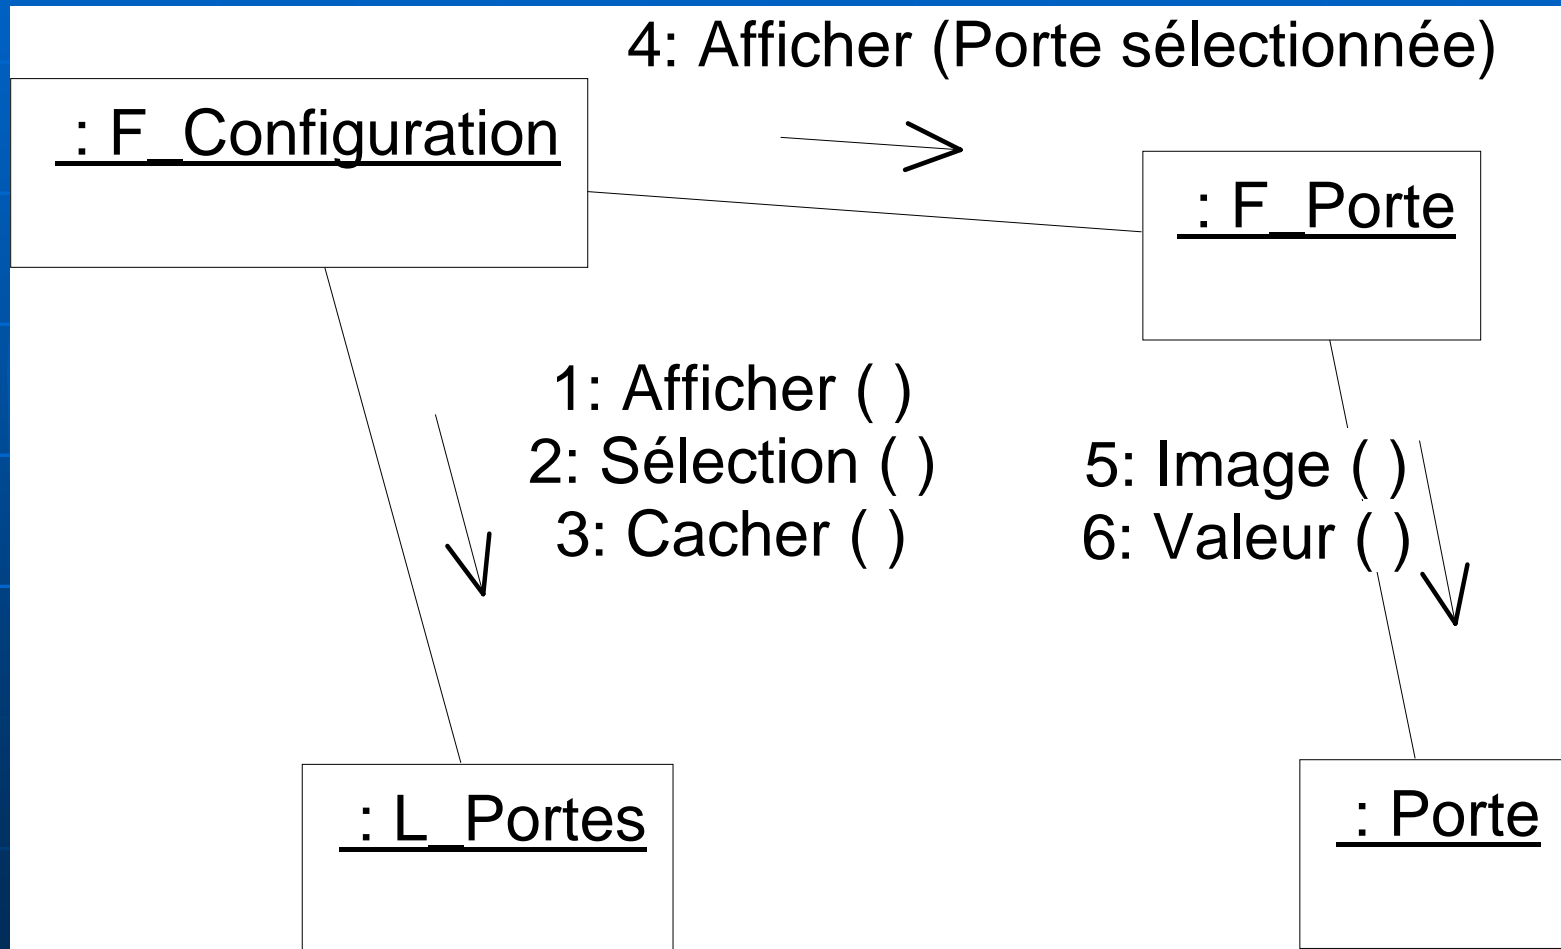 4: Afficher (Porte sélectionnée)
: F_Configuration
: F_Porte
1: Afficher ( )
2: Sélection ( )
3: Cacher ( )
5: Image ( )
6: Valeur ( )
: L_Portes
: Porte